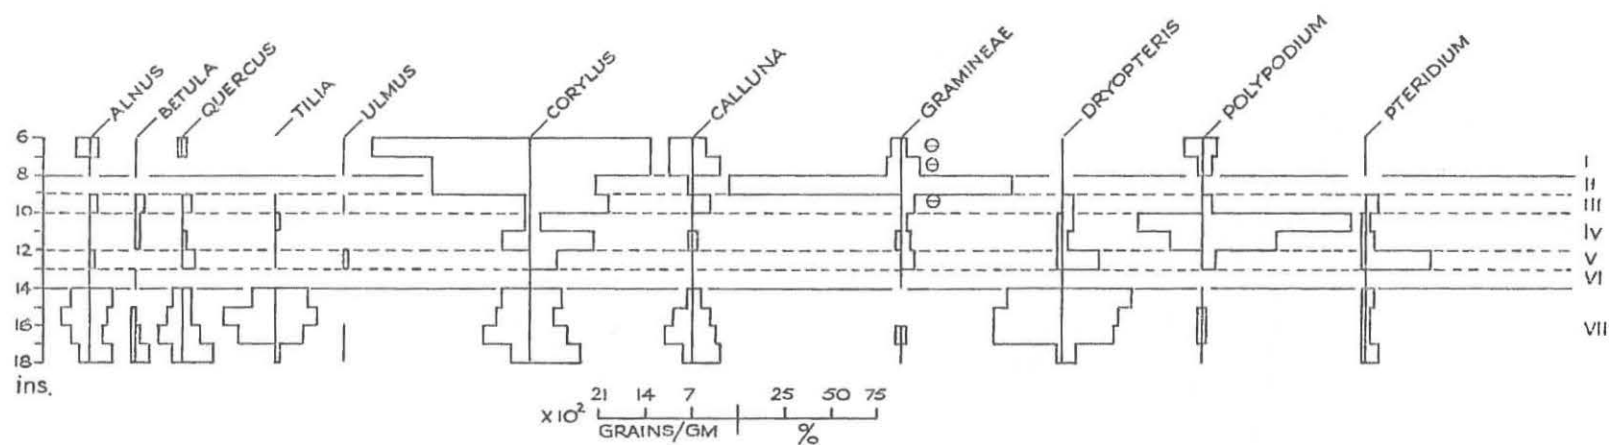 ALNUS BETULA QUERCUS TILIA ULMUS CORYLUS CALLUNA GRAMINEAE DRYOPTERIS POLYPODIUM PTERIDIUM
6
8 I
II
10 III
IV
12 V
VI
14
16 VII
18
ins.
21 14 7 25 50 75
X10²
GRAINS/GM %